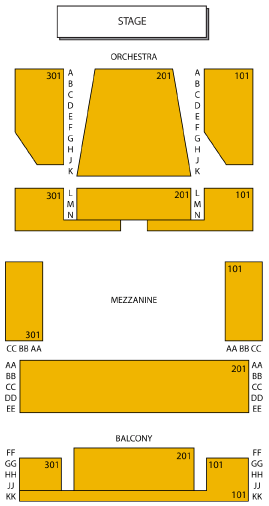 STAGE
ORCHESTRA
301 A 201 A 101
B B
C C
D D
E E
F F
G G
H H
J J
K K
301 L 201 L 101
M M
N N
MEZZANINE
101
301
CC BB AA AA BB CC
AA 201 AA
BB BB
CC CC
DD DD
EE EE
BALCONY
FF 201 FF
GG 301 101 GG
HH HH
JJ JJ
KK 101 KK